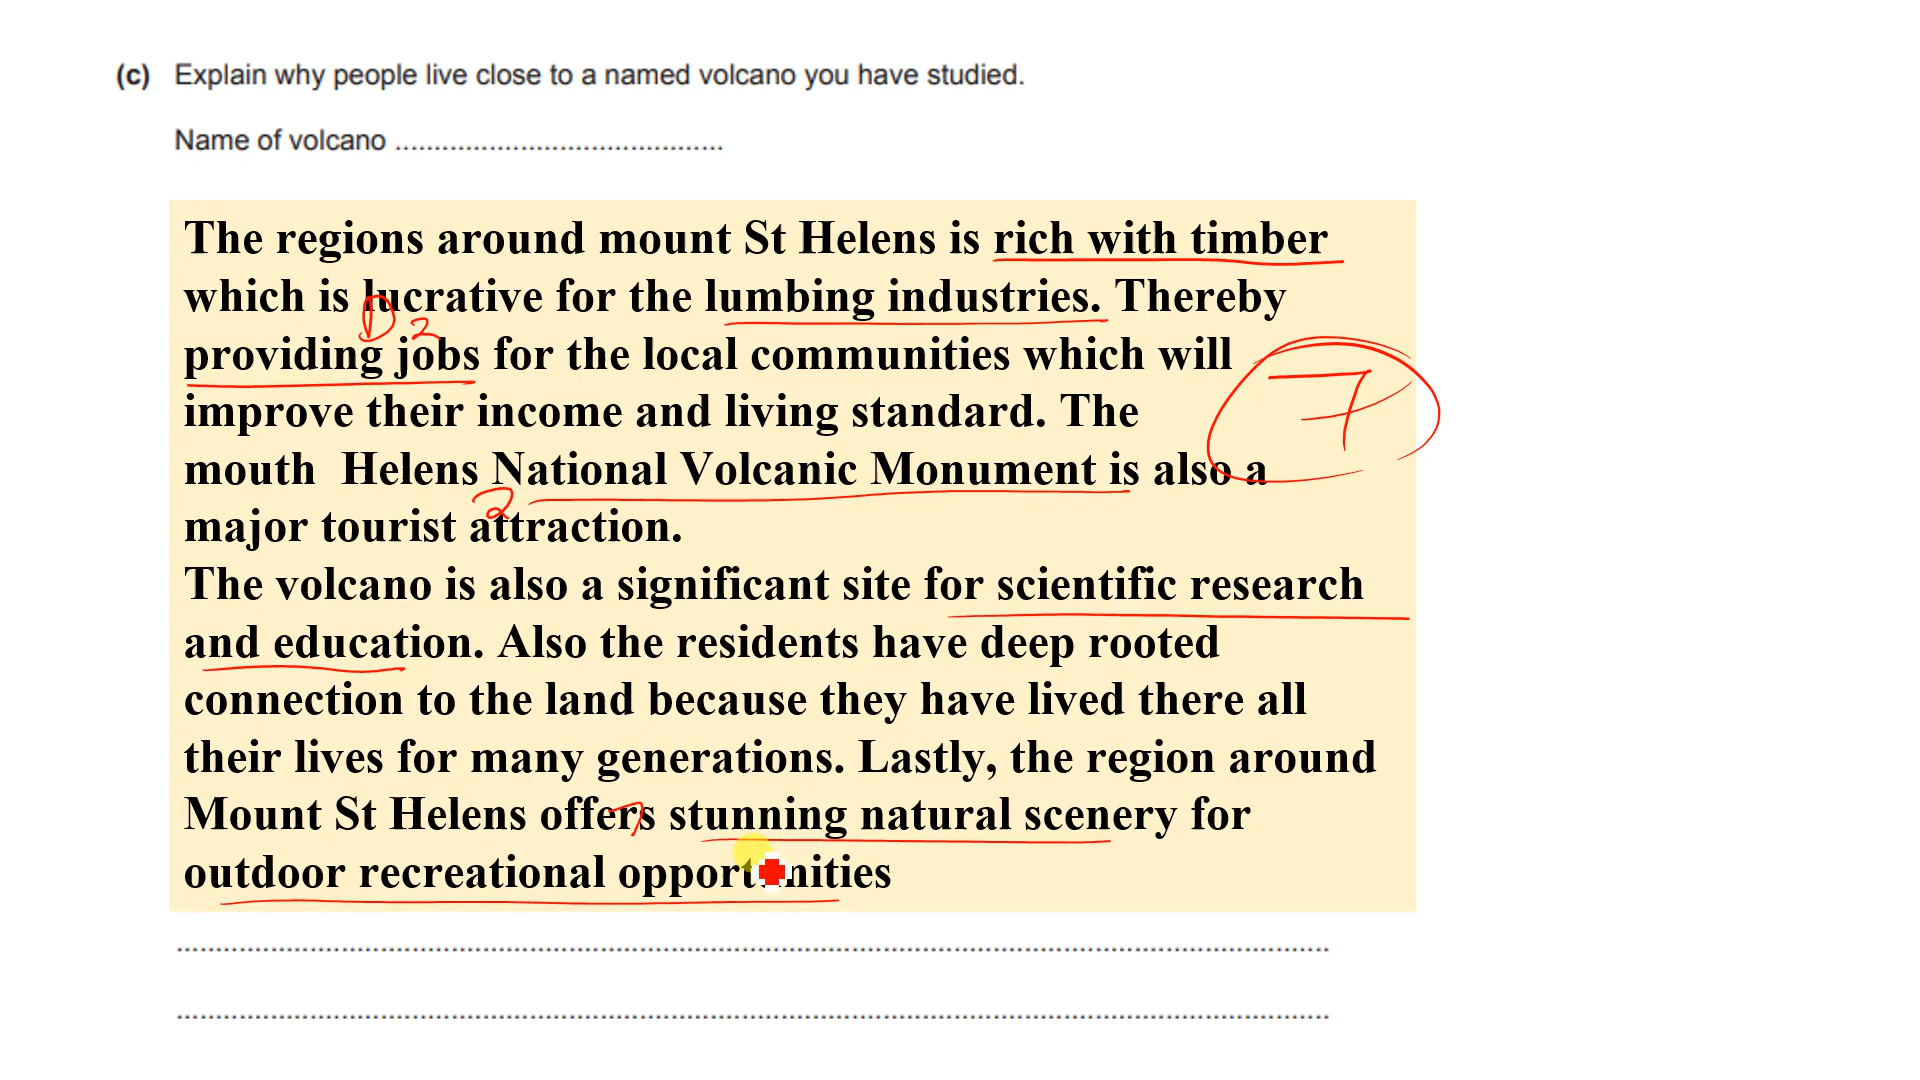 (c) Explain why people live close to a named volcano you have studied.
Name of volcano ..........................................
The regions around mount St Helens is rich with timber
which is lucrative for the lumbing industries. Thereby
D 2
providing jobs for the local communities which will
7
improve their income and living standard. The
mouth  Helens National Volcanic Monument is also a
2
major tourist attraction.
The volcano is also a significant site for scientific research
and education. Also the residents have deep rooted
connection to the land because they have lived there all
their lives for many generations. Lastly, the region around
Mount St Helens offers stunning natural scenery for
outdoor recreational opportunities